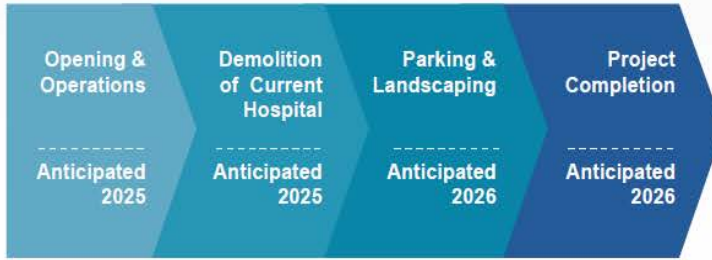 Opening &
Operations
Anticipated
2025
Demolition
of Current
Hospital
Anticipated
2025
Parking &
Landscaping
Anticipated
2026
Project
Completion
Anticipated
2026